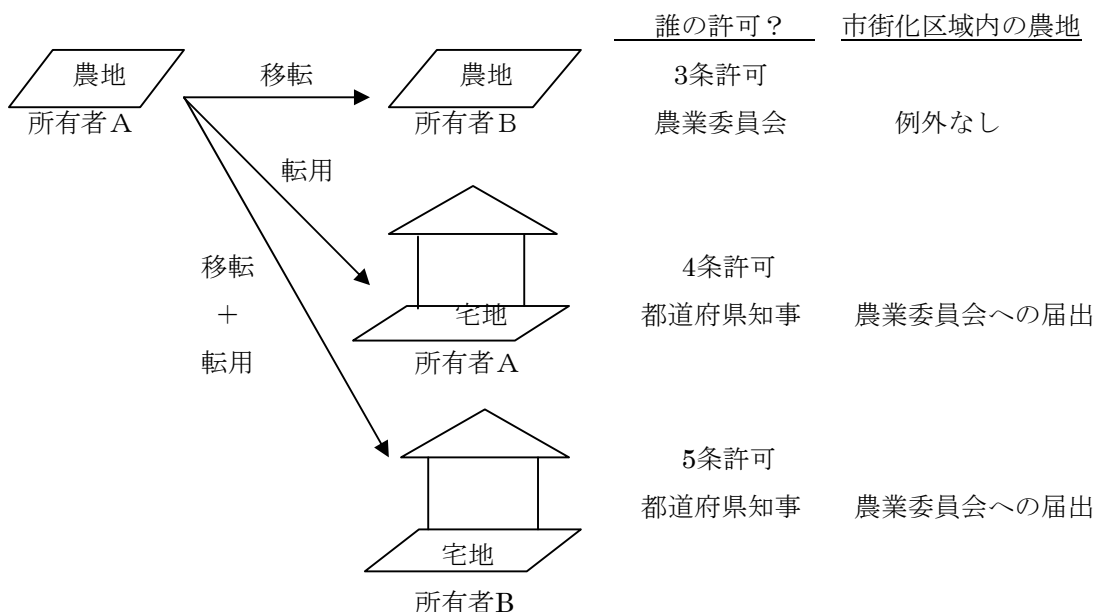 誰の許可？ 市街化区域内の農地
農地 移転 農地 3条許可
所有者A 所有者B 農業委員会 例外なし
転用
移転 4条許可
＋ 宅地 都道府県知事 農業委員会への届出
転用 所有者A
5条許可
都道府県知事 農業委員会への届出
宅地
所有者B